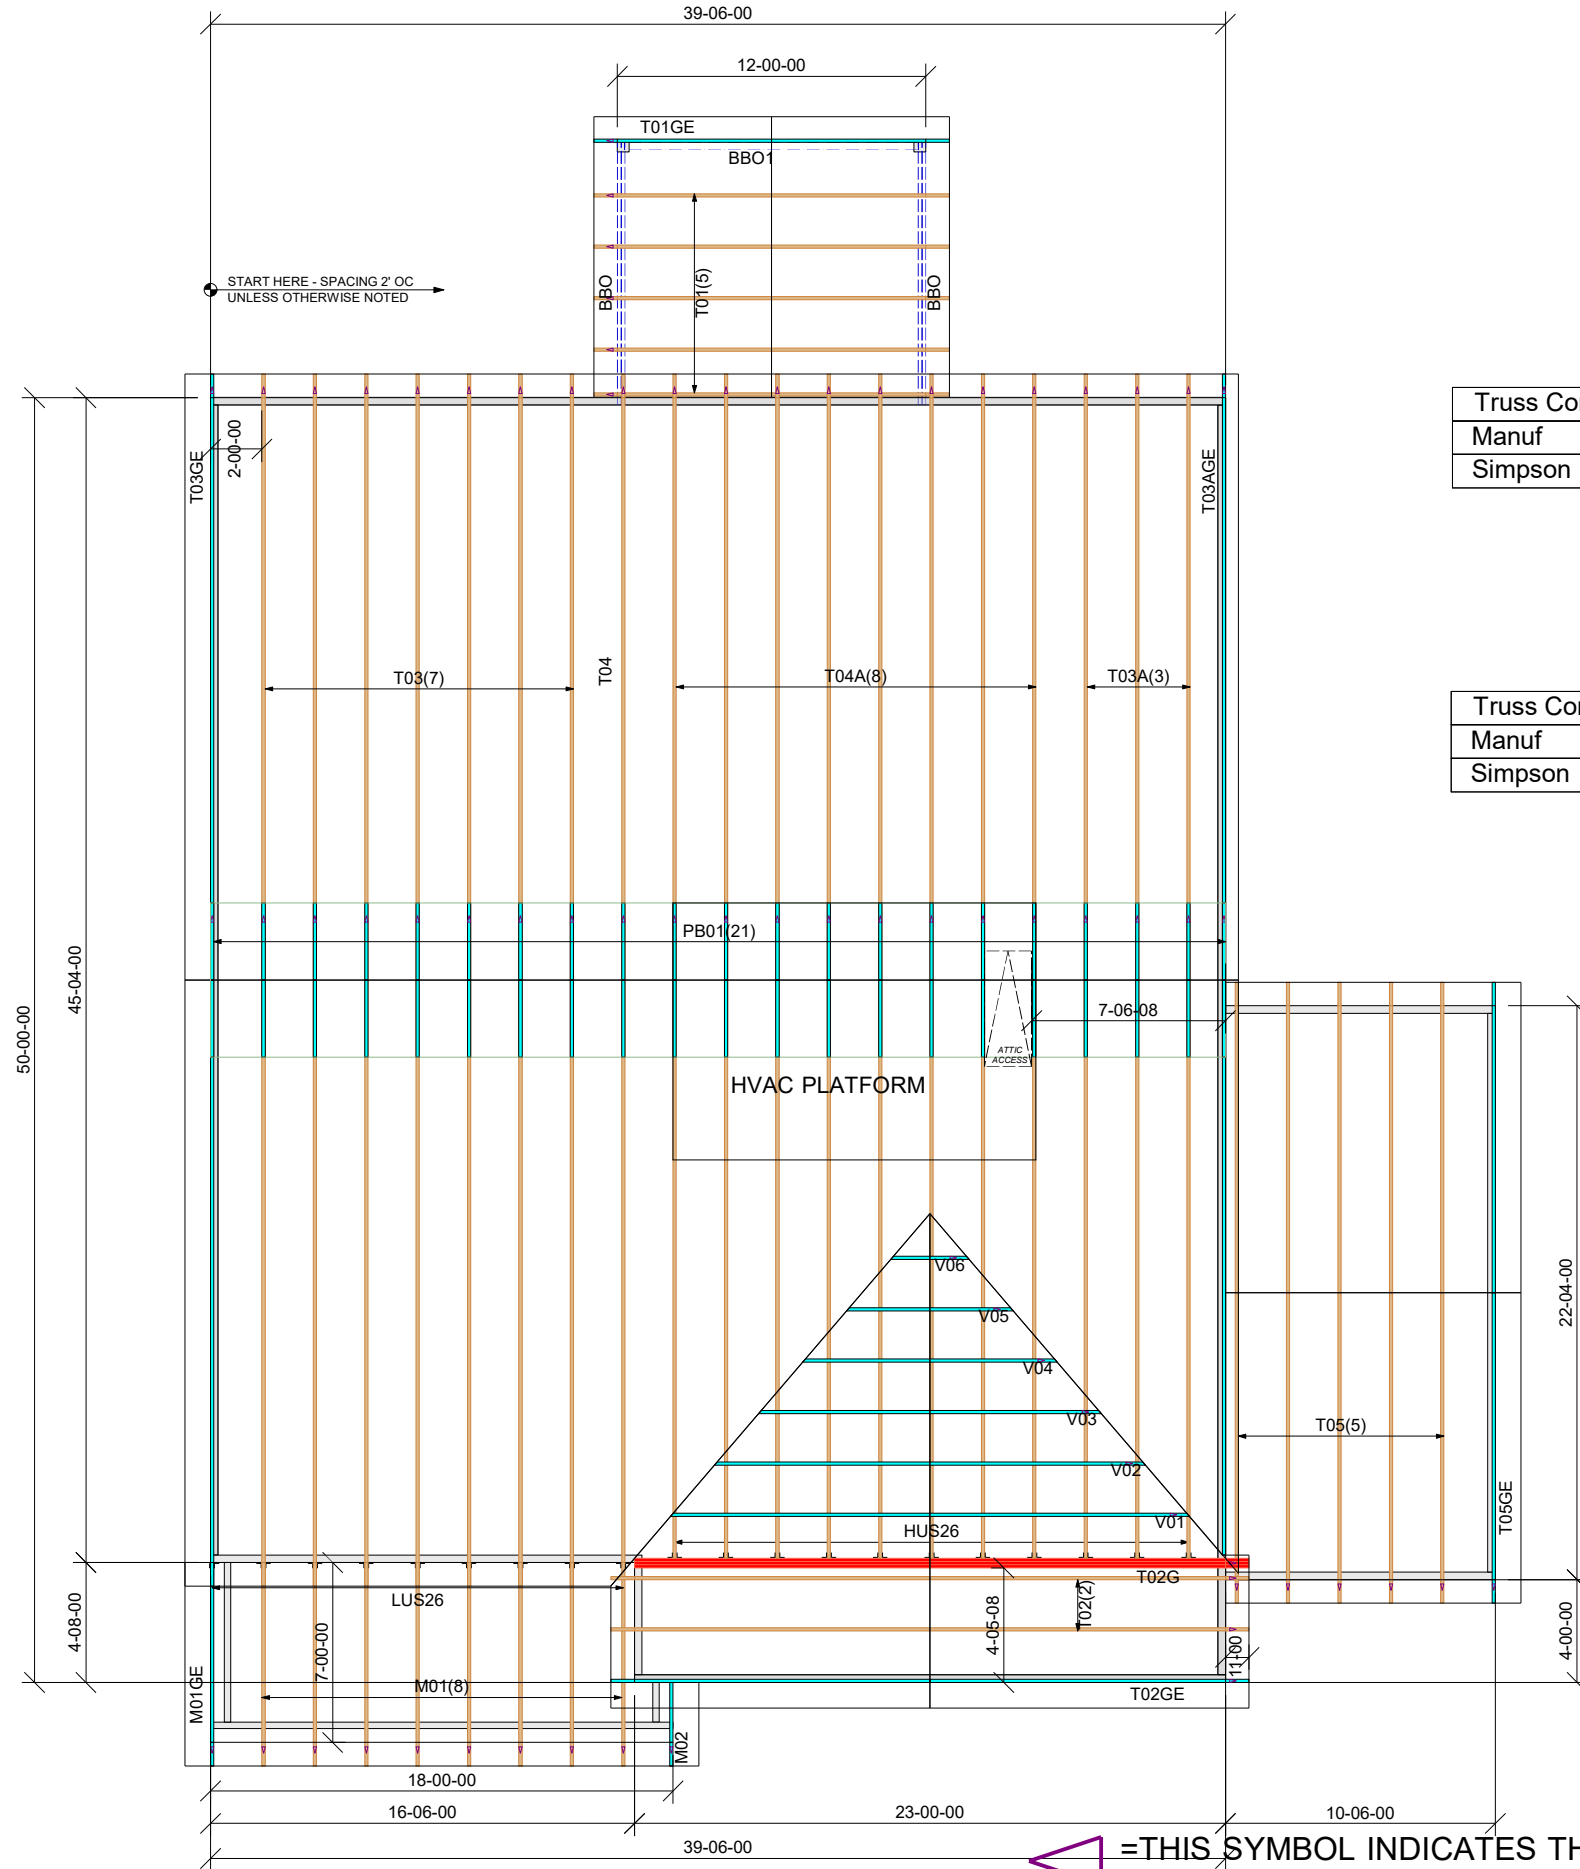 39-06-00
12-00-00
T01GE
BBO1
START HERE - SPACING 2' OC
UNLESS OTHERWISE NOTED
BBO
T01(5)
BBO
2-00-00
T03GE
T03AGE
Truss Co
Manuf
Simpson
T03(7)
T04
T04A(8)
T03A(3)
Truss Co
Manuf
Simpson
PB01(21)
45-04-00
50-00-00
7-06-08
ATTIC
ACCESS
HVAC PLATFORM
V06
V05
V04
V03
V02
V01
22-04-00
T05(5)
T05GE
HUS26
T02G
LUS26
T02(2)
4-05-08
4-08-00
7-00-00
11-00
4-00-00
M01GE
M01(8)
T02GE
M02
18-00-00
16-06-00
23-00-00
10-06-00
39-06-00
=THIS SYMBOL INDICATES